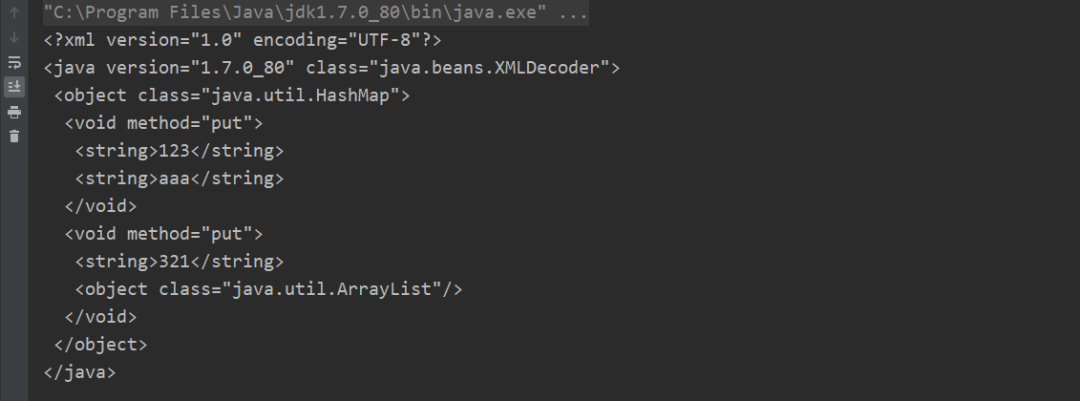 "C:\Program Files\Java\jdk1.7.0_80\bin\java.exe" ...
<?xml version="1.0" encoding="UTF-8"?>
<java version="1.7.0_80" class="java.beans.XMLDecoder">
 <object class="java.util.HashMap">
  <void method="put">
   <string>123</string>
   <string>aaa</string>
  </void>
  <void method="put">
   <string>321</string>
   <object class="java.util.ArrayList"/>
  </void>
 </object>
</java>